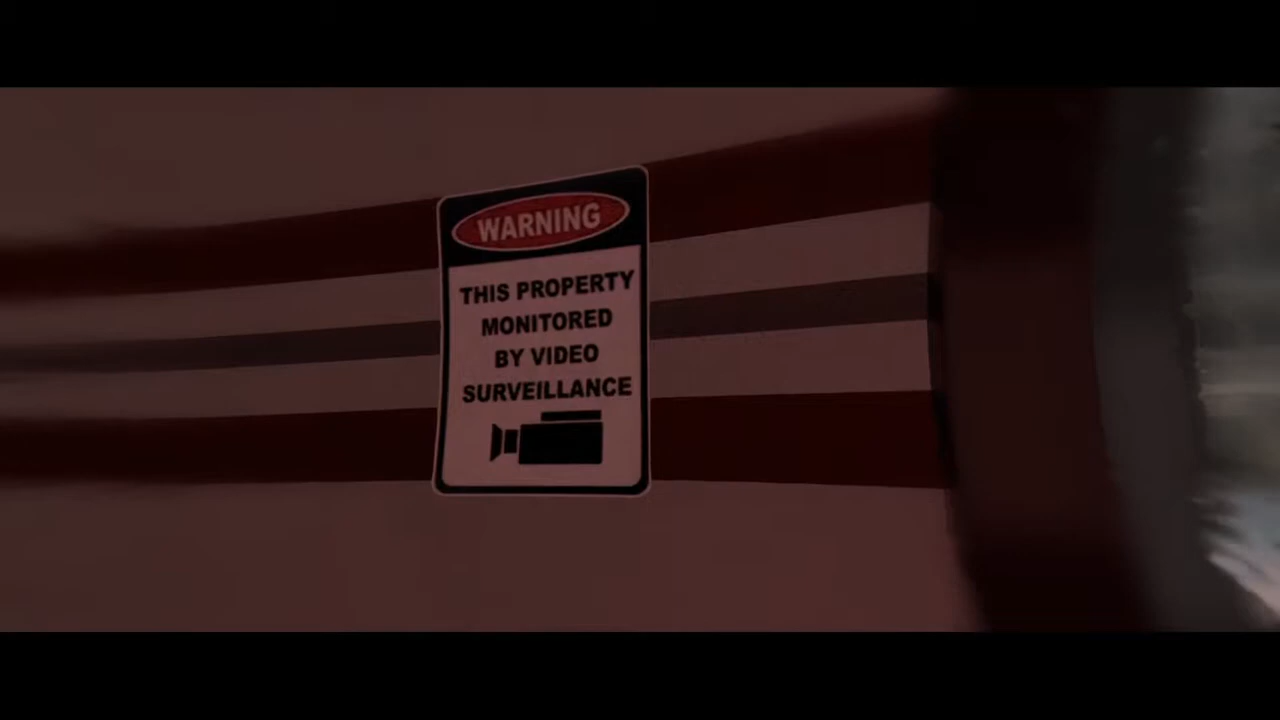 WARNING
THIS PROPERTY
MONITORED
BY VIDEO
SURVEILLANCE